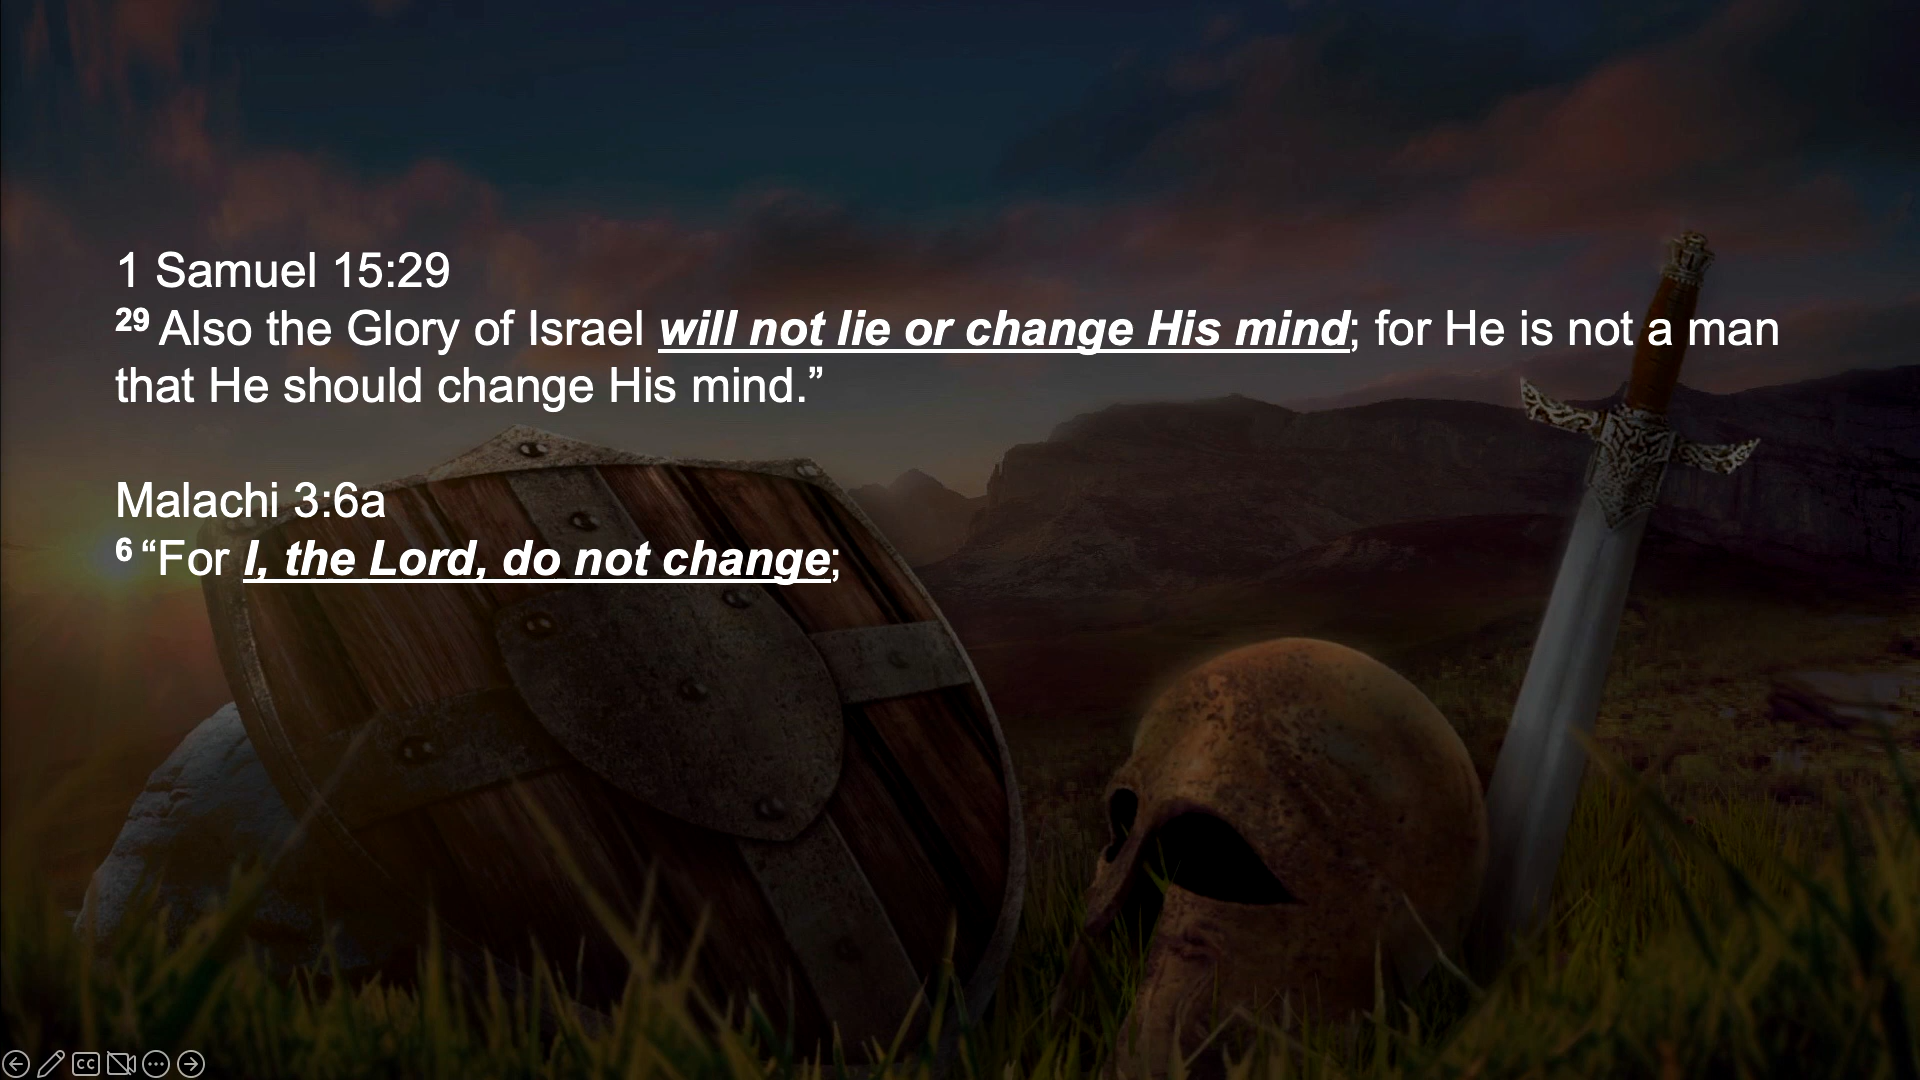 1 Samuel 15:29
29 Also the Glory of Israel will not lie or change His mind; for He is not a man
that He should change His mind.”
Malachi 3:6a
6 “For I, the Lord, do not change;
CC